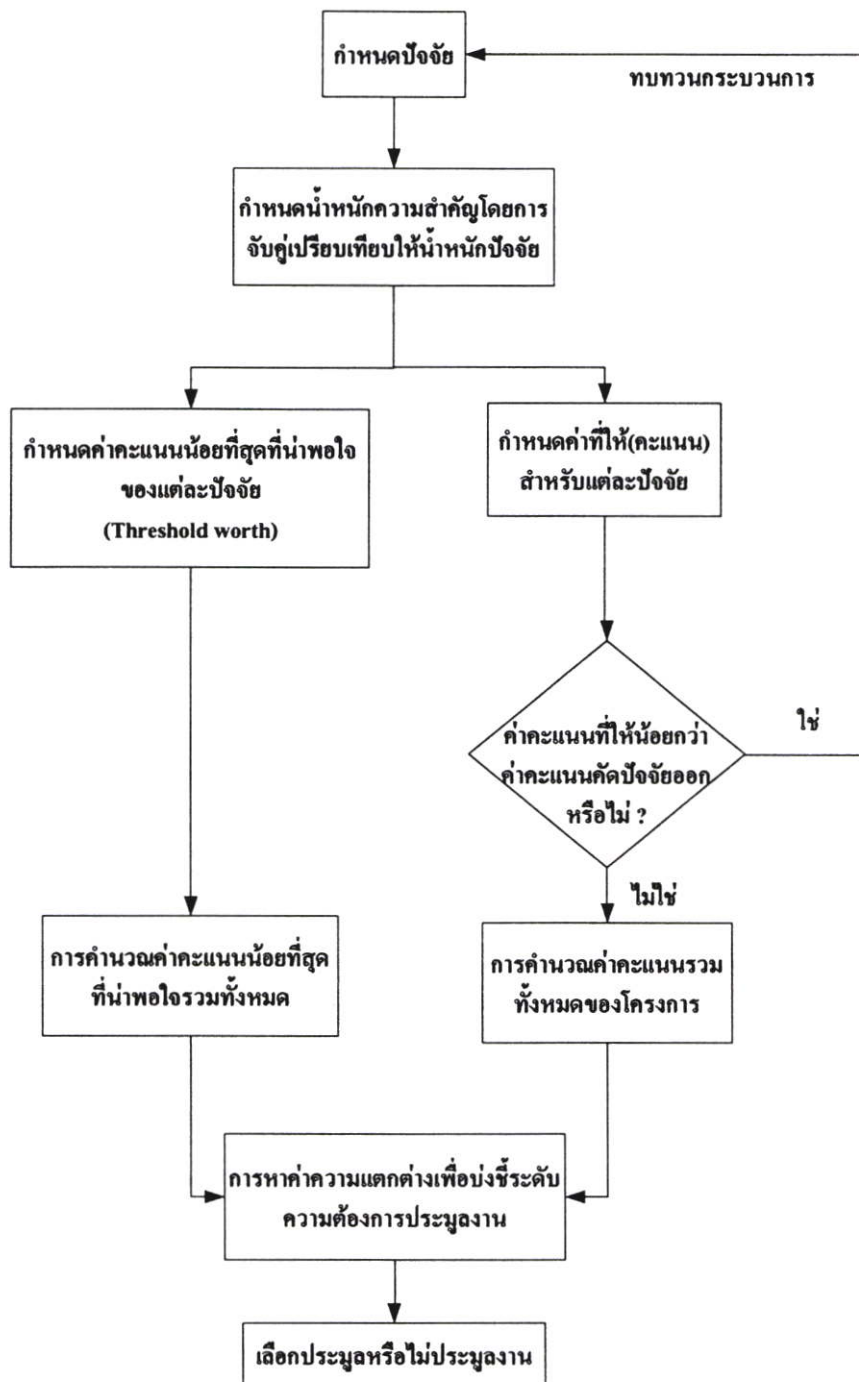 กำหนดปัจจัย
ทบทวนกระบวนการ
กำหนดน้ำหนักความสำคัญโดยการ
จับคู่เปรียบเทียบให้น้ำหนักปัจจัย
กำหนดค่าคะแนนน้อยที่สุดที่น่าพอใจ
ของแต่ละปัจจัย
(Threshold worth)
กำหนดค่าที่ให้(คะแนน)
สำหรับแต่ละปัจจัย
ค่าคะแนนที่ให้น้อยกว่า
ค่าคะแนนคัดปัจจัยออก
หรือไม่ ?
ใช่
ไม่ใช่
การคำนวณค่าคะแนนน้อยที่สุด
ที่น่าพอใจรวมทั้งหมด
การคำนวณค่าคะแนนรวม
ทั้งหมดของโครงการ
การหาค่าความแตกต่างเพื่อบ่งชี้ระดับ
ความต้องการประมูลงาน
เลือกประมูลหรือไม่ประมูลงาน